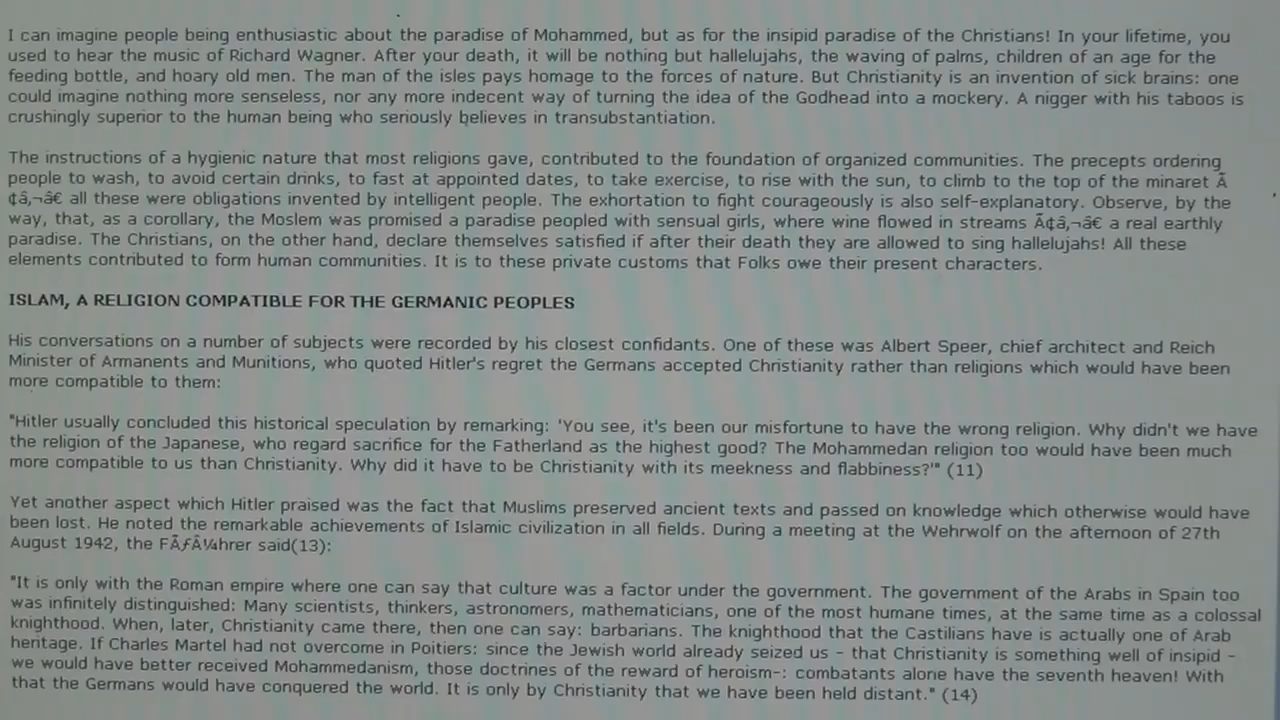 I can imagine people being enthusiastic about the paradise of Mohammed, but as for the insipid paradise of the Christians! In your lifetime, you
used to hear the music of Richard Wagner. After your death, it will be nothing but hallelujahs, the waving of palms, children of an age for the
feeding bottle, and hoary old men. The man of the isles pays homage to the forces of nature. But Christianity is an invention of sick brains: one
could imagine nothing more senseless, nor any more indecent way of turning the idea of the Godhead into a mockery. A nigger with his taboos is
crushingly superior to the human being who seriously believes in transubstantiation.
The instructions of a hygienic nature that most religions gave, contributed to the foundation of organized communities. The precepts ordering
people to wash, to avoid certain drinks, to fast at appointed dates, to take exercise, to rise with the sun, to climb to the top of the minaret Ã
¢â‚¬â€ all these were obligations invented by intelligent people. The exhortation to fight courageously is also self-explanatory. Observe, by the
way, that, as a corollary, the Moslem was promised a paradise peopled with sensual girls, where wine flowed in streams Ã¢â‚¬â€ a real earthly
paradise. The Christians, on the other hand, declare themselves satisfied if after their death they are allowed to sing hallelujahs! All these
elements contributed to form human communities. It is to these private customs that Folks owe their present characters.
ISLAM, A RELIGION COMPATIBLE FOR THE GERMANIC PEOPLES
His conversations on a number of subjects were recorded by his closest confidants. One of these was Albert Speer, chief architect and Reich
Minister of Armanents and Munitions, who quoted Hitler's regret the Germans accepted Christianity rather than religions which would have been
more compatible to them:
"Hitler usually concluded this historical speculation by remarking: 'You see, it's been our misfortune to have the wrong religion. Why didn't we have
the religion of the Japanese, who regard sacrifice for the Fatherland as the highest good? The Mohammedan religion too would have been much
more compatible to us than Christianity. Why did it have to be Christianity with its meekness and flabbiness?'" (11)
Yet another aspect which Hitler praised was the fact that Muslims preserved ancient texts and passed on knowledge which otherwise would have
been lost. He noted the remarkable achievements of Islamic civilization in all fields. During a meeting at the Wehrwolf on the afternoon of 27th
August 1942, the FÃƒÂ¼hrer said(13):
"It is only with the Roman empire where one can say that culture was a factor under the government. The government of the Arabs in Spain too
was infinitely distinguished: Many scientists, thinkers, astronomers, mathematicians, one of the most humane times, at the same time as a colossal
knighthood. When, later, Christianity came there, then one can say: barbarians. The knighthood that the Castilians have is actually one of Arab
heritage. If Charles Martel had not overcome in Poitiers: since the Jewish world already seized us - that Christianity is something well of insipid -
we would have better received Mohammedanism, those doctrines of the reward of heroism-: combatants alone have the seventh heaven! With
that the Germans would have conquered the world. It is only by Christianity that we have been held distant." (14)